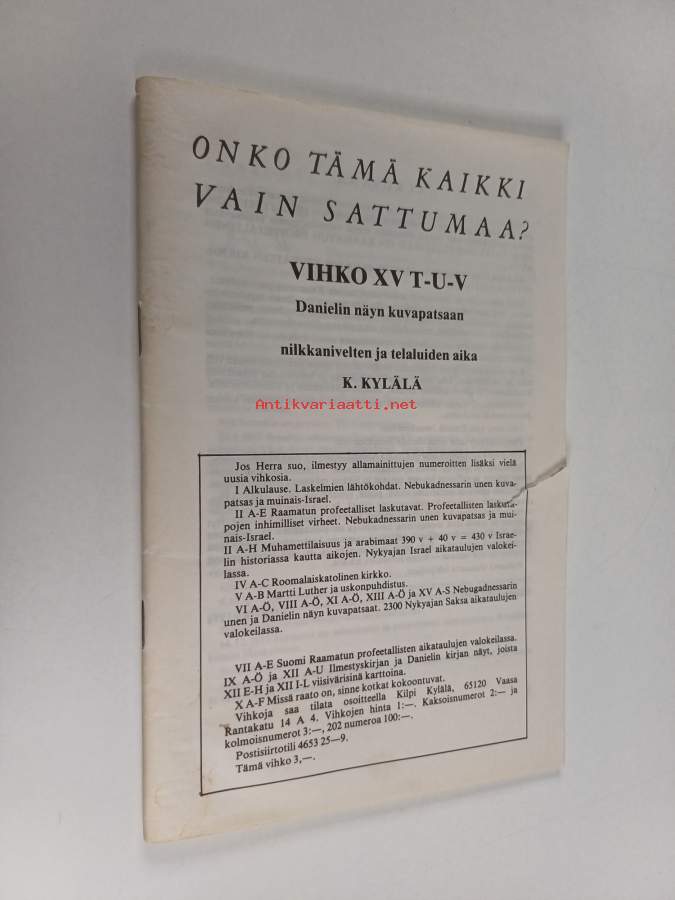 ONKO TÄMÄ KAIKKI
VAIN SATTUMAA?
VIHKO XV T-U-V
Danielin näyn kuvapatsaan
nilkkanivelten ja telaluiden aika
K. KYLÄLÄ
Antikvariaatti.net
Jos Herra suo, ilmestyy allamainittujen numeroitten lisäksi vielä
uusia vihkosia.
I Alkulause. Laskelmien lähtökohdat. Nebukadnessarin unen kuva-
patsas ja muinais-Israel.
II A-E Raamatun profeetalliset laskutavat. Profeetallisten laskuta-
pojen inhimilliset virheet. Nebukadnessarin unen kuvapatsas ja mui-
nais-Israel.
II A-H Muhamettilaisuus ja arabimaat 390 v + 40 v = 430 v Israe-
lin historiassa kautta aikojen. Nykyajan Israel aikataulujen valokei-
lassa.
IV A-C Roomalaiskatolinen kirkko.
V A-B Martti Luther ja uskonpuhdistus.
VI A-Ö, VIII A-Ö, XI A-Ö, XIII A-Ö ja XV A-S Nebugadnessarin
unen ja Danielin näyn kuvapatsaat. 2300 Nykyajan Saksa aikataulujen
valokeilassa.
VII A-E Suomi Raamatun profeetallisten aikataulujen valokeilassa.
IX A-Ö ja XII A-U Ilmestyskirjan ja Danielin kirjan näyt, joista
XII E-H ja XII I-L viisivärisinä karttoina.
X A-F Missä raato on, sinne kotkat kokoontuvat.
Vihkoja saa tilata osoitteella Kilpi Kylälä, 65120 Vaasa
Rantakatu 14 A 4. Vihkojen hinta 1:—. Kaksoisnumerot 2:— ja
kolmoisnumerot 3:—, 202 numeroa 100:—.
Postisiirtotili 4653 25—9.
Tämä vihko 3,—.